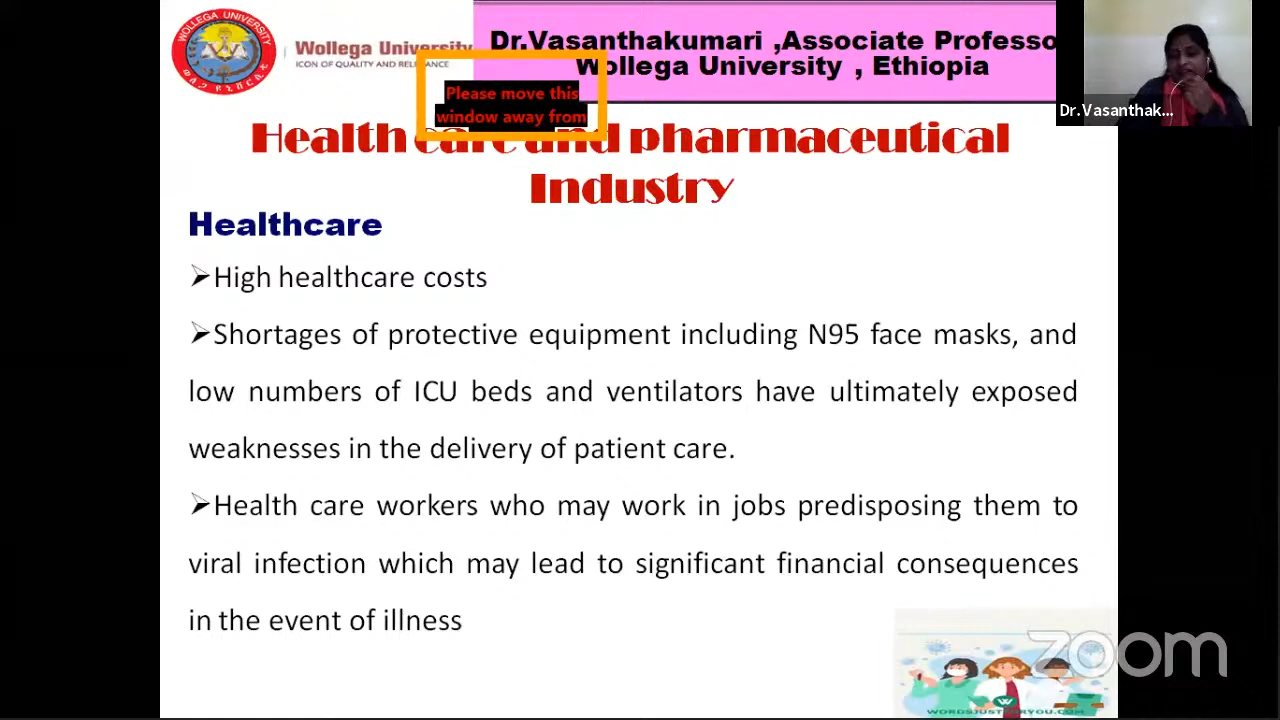 WOLLEGA UNIVERSITY
Wollega University
ICON OF QUALITY AND RELEVANCE
Dr.Vasanthakumari ,Associate Professo
Wollega University , Ethiopia
Dr.Vasanthak...
Please move this
window away from
Health care and pharmaceutical
Industry
Healthcare
➢High healthcare costs
➢Shortages of protective equipment including N95 face masks, and
low numbers of ICU beds and ventilators have ultimately exposed
weaknesses in the delivery of patient care.
➢Health care workers who may work in jobs predisposing them to
viral infection which may lead to significant financial consequences
in the event of illness
zoom
WORDSJUSTFORYOU.COM